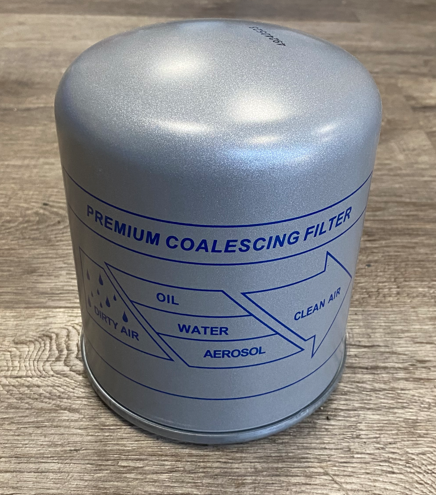 PREMIUM COALESCING FILTER
DIRTY AIR
OIL
WATER
AEROSOL
CLEAN AIR